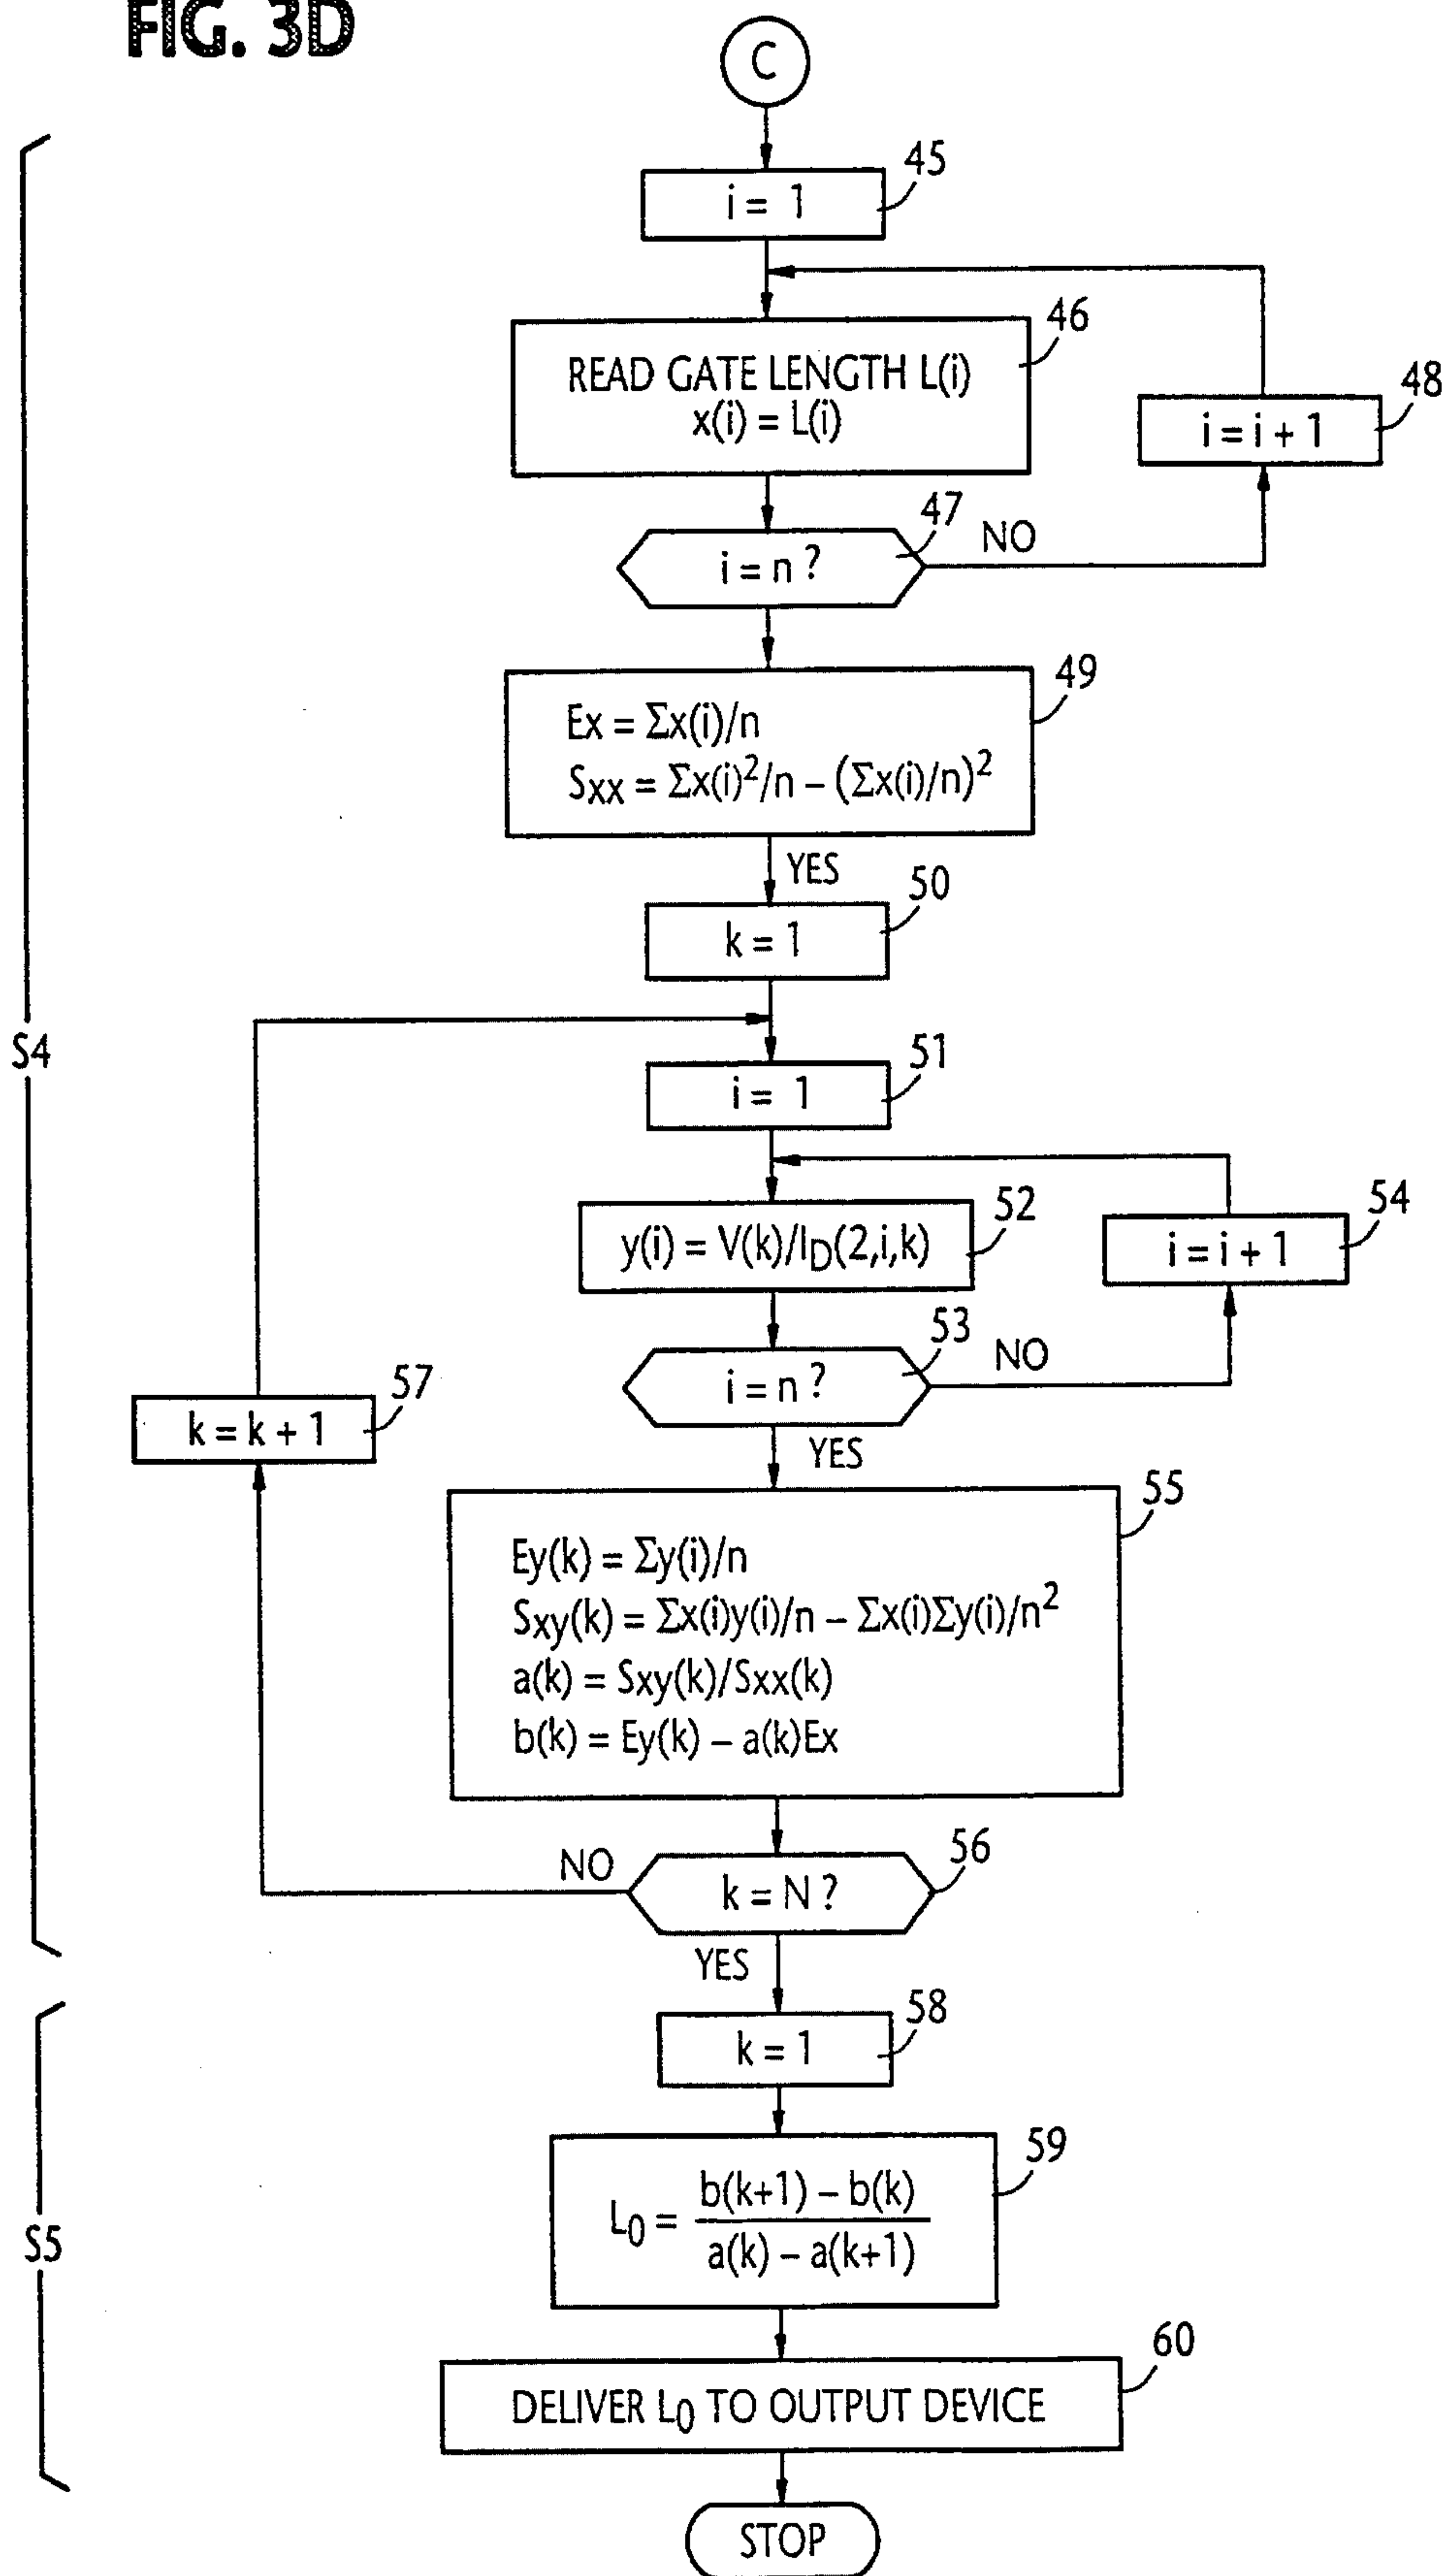 FIG. 3D
C
45
i = 1
46
READ GATE LENGTH L(i)
x(i) = L(i)
48
i = i + 1
47
i = n ?
NO
49
Ex = Σx(i)/n
Sxx = Σx(i)²/n – (Σx(i)/n)²
YES
50
k = 1
S4
51
i = 1
52
y(i) = V(k)/I_D(2,i,k)
54
i = i + 1
53
i = n ?
NO
57
k = k + 1
YES
55
Ey(k) = Σy(i)/n
Sxy(k) = Σx(i)y(i)/n – Σx(i)Σy(i)/n²
a(k) = Sxy(k)/Sxx(k)
b(k) = Ey(k) – a(k)Ex
56
NO
k = N ?
YES
58
k = 1
59
L₀ = b(k+1) – b(k)
a(k) – a(k+1)
S5
60
DELIVER L₀ TO OUTPUT DEVICE
STOP